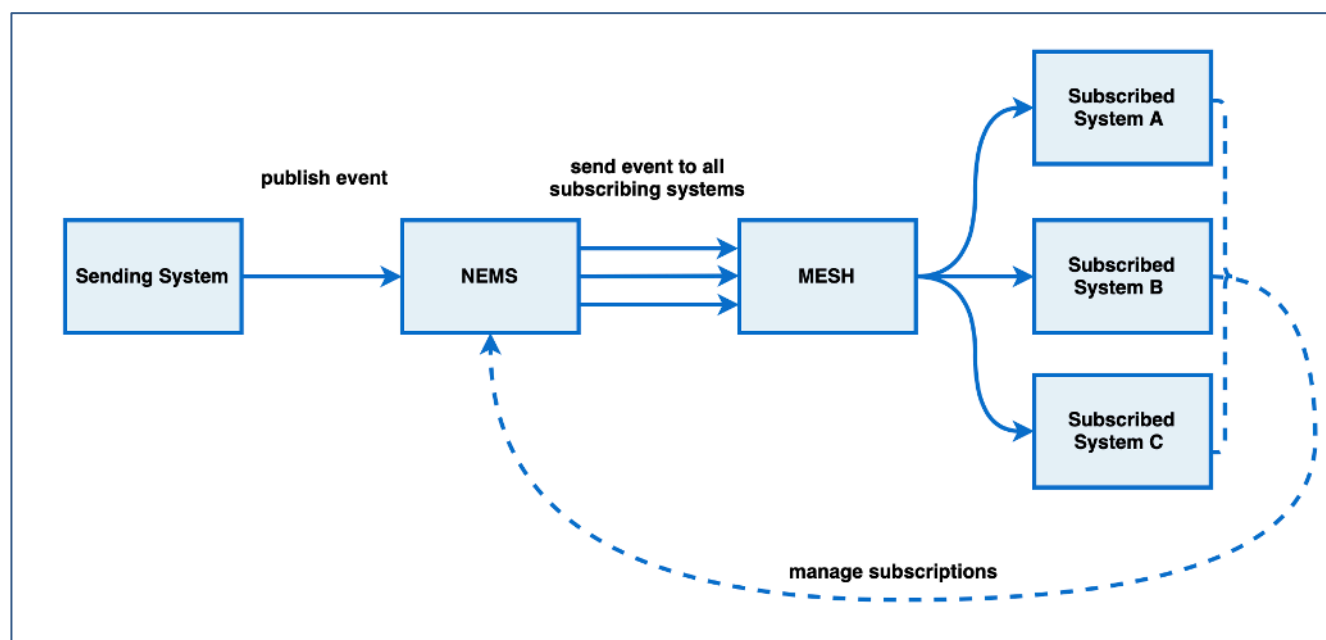 publish event
send event to all
subscribing systems
Sending System
NEMS
MESH
Subscribed
System A
Subscribed
System B
Subscribed
System C
manage subscriptions